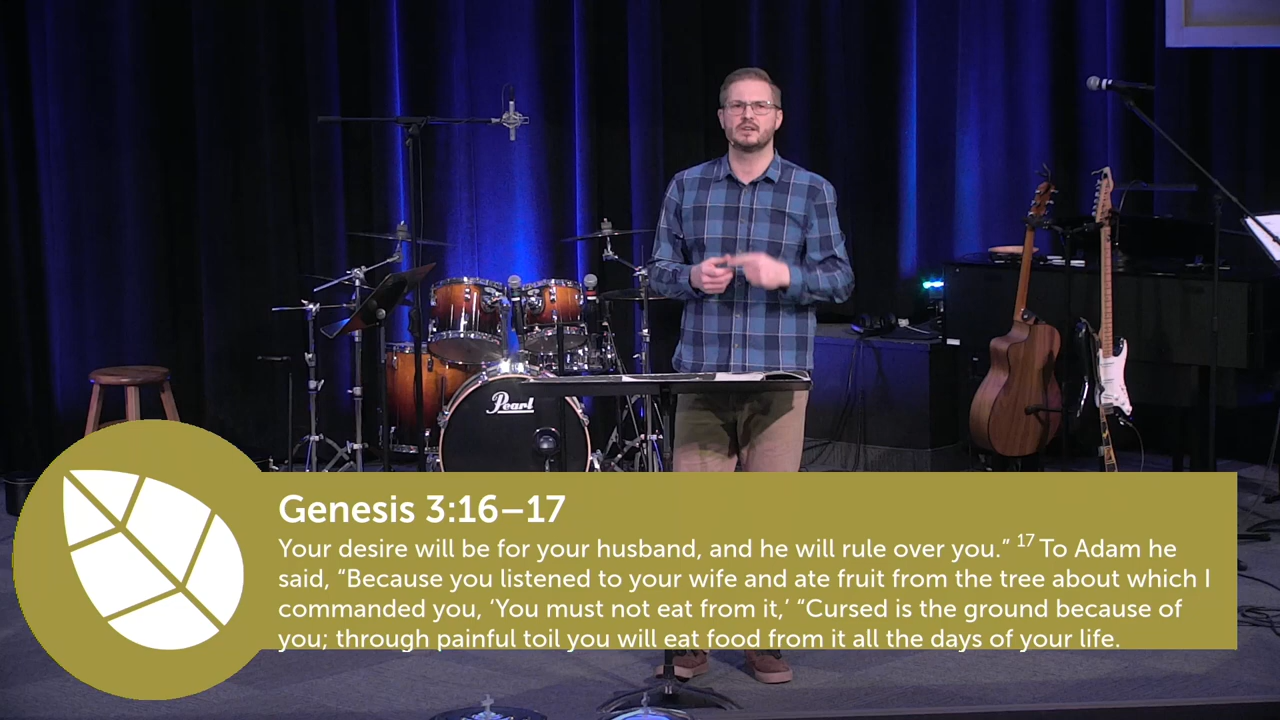 Pearl
Genesis 3:16–17
Your desire will be for your husband, and he will rule over you.” 17 To Adam he
said, “Because you listened to your wife and ate fruit from the tree about which I
commanded you, ‘You must not eat from it,’ “Cursed is the ground because of
you; through painful toil you will eat food from it all the days of your life.